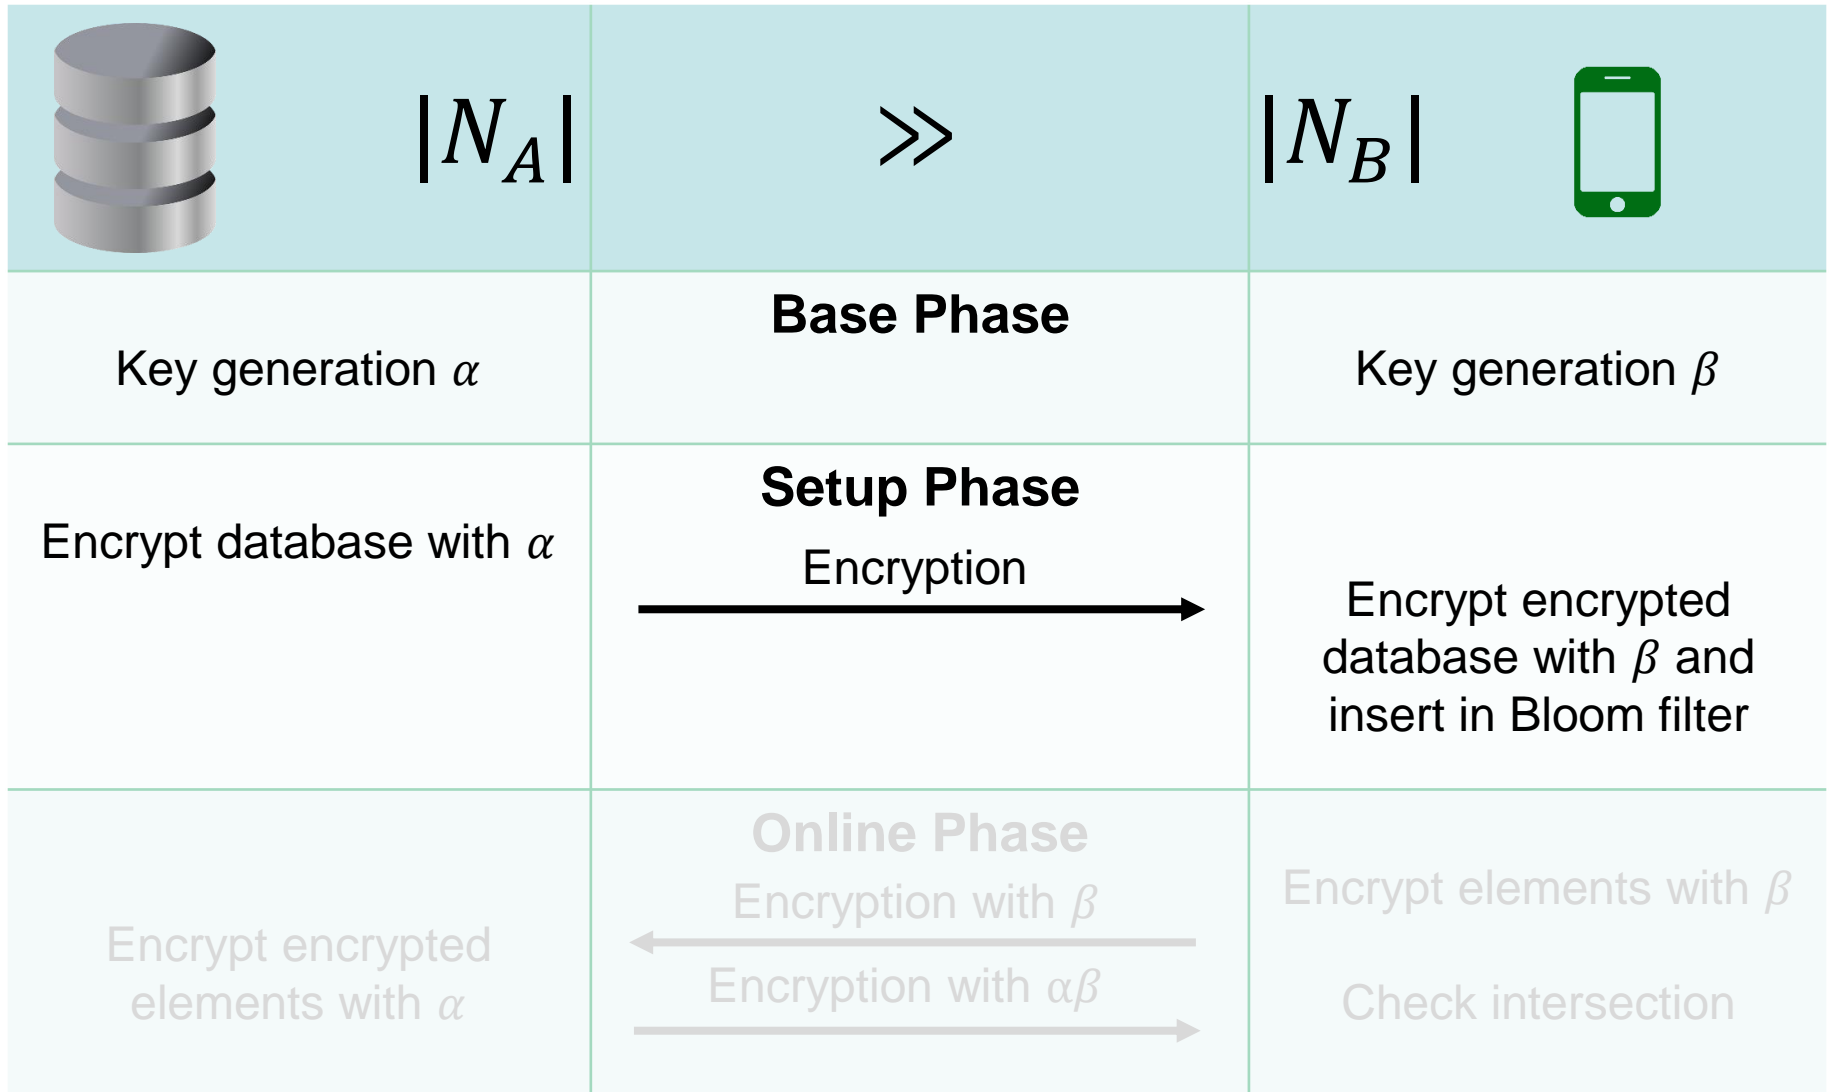 |N_A| ≫ |N_B|
Base Phase
Key generation α
Key generation β
Setup Phase
Encrypt database with α
Encryption
Encrypt encrypted
database with β and
insert in Bloom filter
Online Phase
Encrypt elements with β
Encryption with β
Encrypt encrypted
elements with α
Encryption with αβ
Check intersection